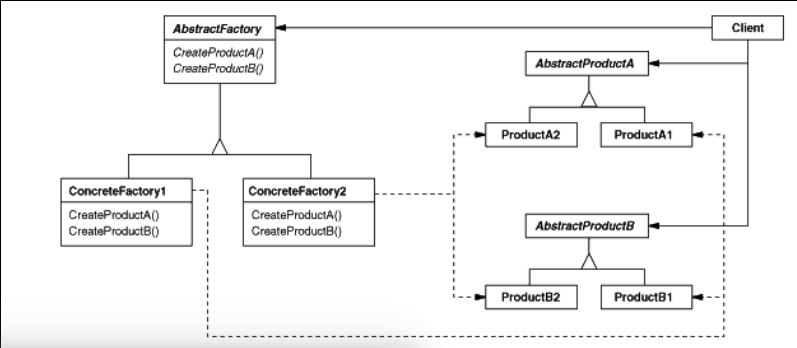 AbstractFactory
CreateProductA()
CreateProductB()
Client
AbstractProductA
ProductA2
ProductA1
ConcreteFactory1
CreateProductA()
CreateProductB()
ConcreteFactory2
CreateProductA()
CreateProductB()
AbstractProductB
ProductB2
ProductB1